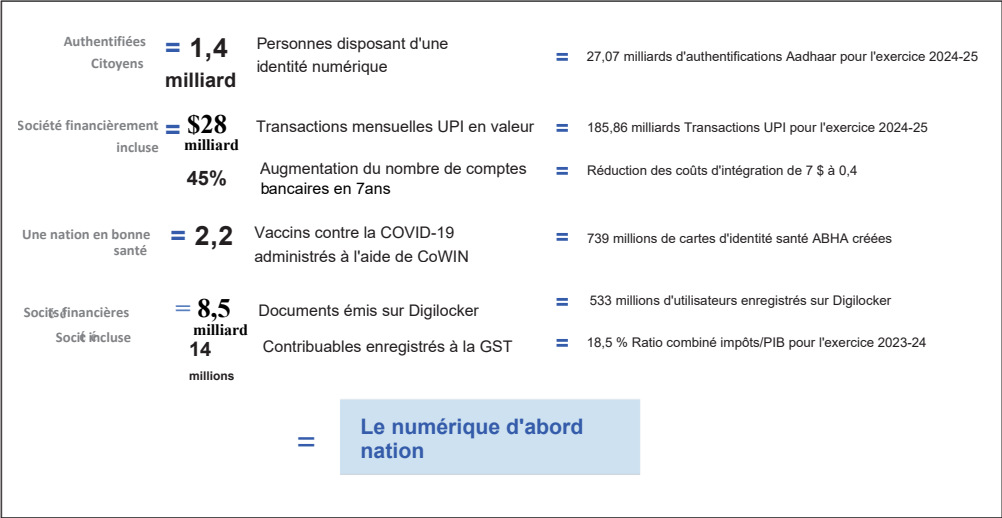 Authentifiées
Citoyens
= 1,4
milliard
Personnes disposant d'une
identité numérique
= 27,07 milliards d'authentifications Aadhaar pour l'exercice 2024-25
Société financièrement
incluse
= $28
milliard
Transactions mensuelles UPI en valeur
= 185,86 milliards Transactions UPI pour l'exercice 2024-25
45%
Augmentation du nombre de comptes
bancaires en 7ans
= Réduction des coûts d'intégration de 7 $ à 0,4
Une nation en bonne
santé
= 2,2
Vaccins contre la COVID-19
administrés à l'aide de CoWIN
= 739 millions de cartes d'identité santé ABHA créées
financières
incluse
= 8,5
milliard
Documents émis sur Digilocker
= 533 millions d'utilisateurs enregistrés sur Digilocker
14
millions
Contribuables enregistrés à la GST
= 18,5 % Ratio combiné impôts/PIB pour l'exercice 2023-24
=
Le numérique d'abord
nation